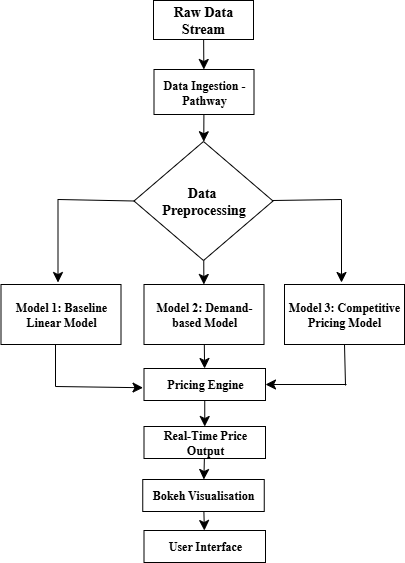 Raw Data
Stream
Data Ingestion -
Pathway
Data
Preprocessing
Model 1: Baseline
Linear Model
Model 2: Demand-
based Model
Model 3: Competitive
Pricing Model
Pricing Engine
Real-Time Price
Output
Bokeh Visualisation
User Interface